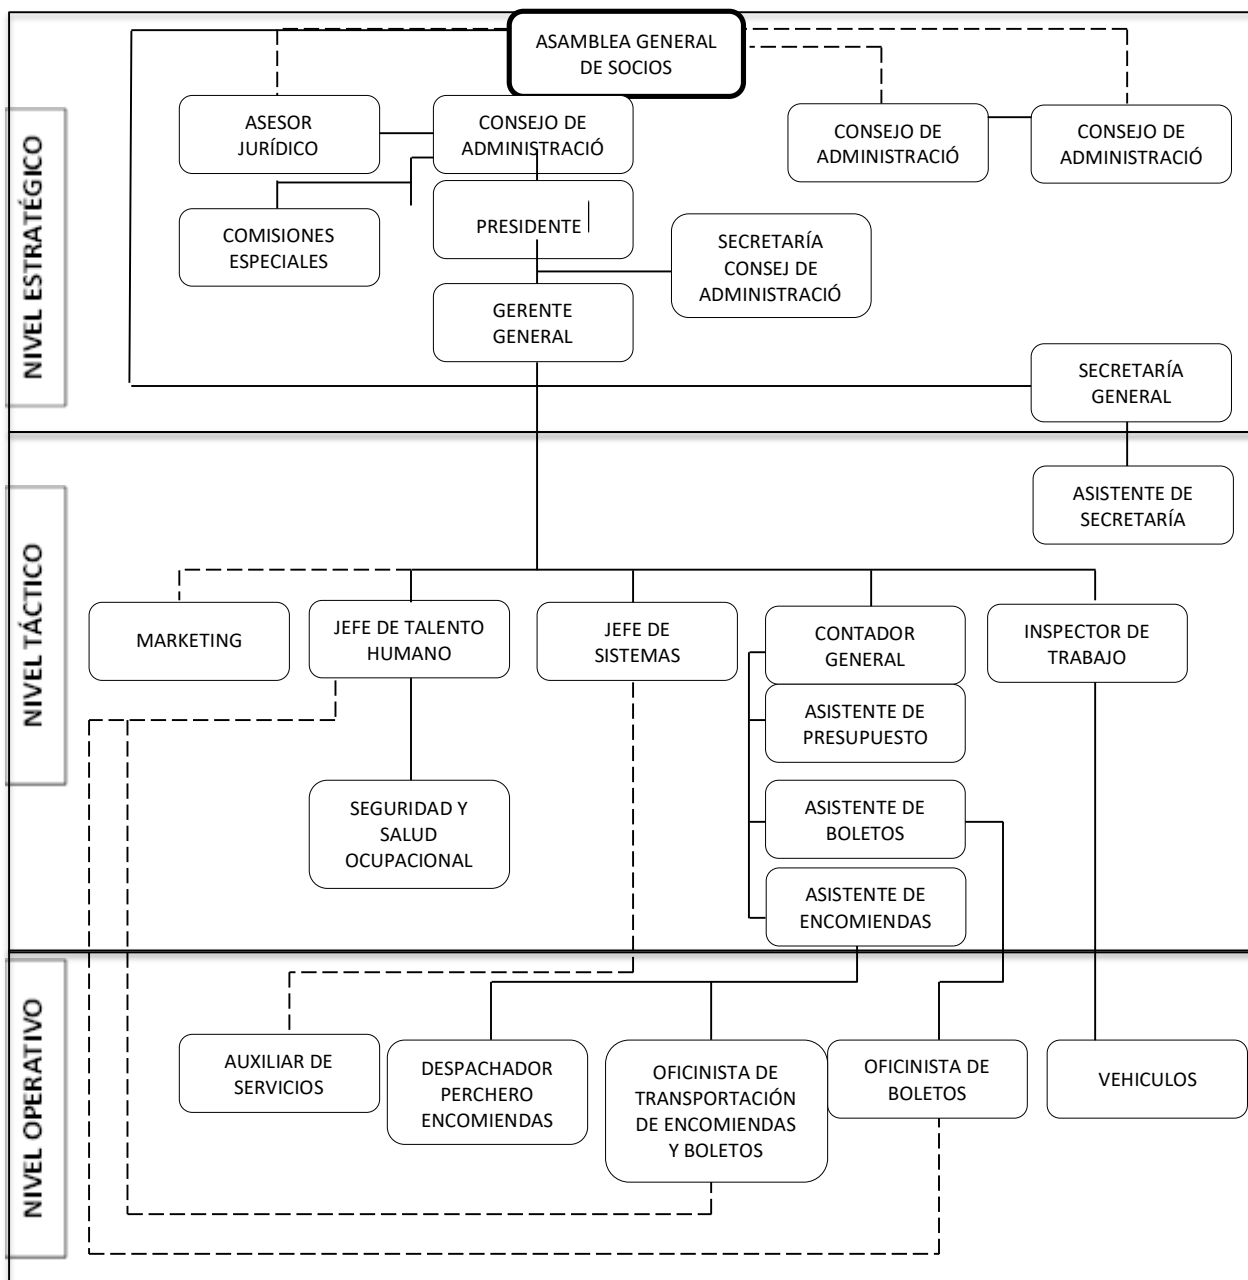 ASAMBLEA GENERAL
DE SOCIOS
NIVEL ESTRATÉGICO
ASESOR
JURÍDICO
CONSEJO DE
ADMINISTRACIÓ
CONSEJO DE
ADMINISTRACIÓ
CONSEJO DE
ADMINISTRACIÓ
COMISIONES
ESPECIALES
PRESIDENTE
SECRETARÍA
CONSEJ DE
ADMINISTRACIÓ
GERENTE
GENERAL
SECRETARÍA
GENERAL
NIVEL TÁCTICO
ASISTENTE DE
SECRETARÍA
MARKETING
JEFE DE TALENTO
HUMANO
JEFE DE
SISTEMAS
CONTADOR
GENERAL
INSPECTOR DE
TRABAJO
ASISTENTE DE
PRESUPUESTO
SEGURIDAD Y
SALUD
OCUPACIONAL
ASISTENTE DE
BOLETOS
ASISTENTE DE
ENCOMIENDAS
NIVEL OPERATIVO
AUXILIAR DE
SERVICIOS
DESPACHADOR
PERCHERO
ENCOMIENDAS
OFICINISTA DE
TRANSPORTACIÓN
DE ENCOMIENDAS
Y BOLETOS
OFICINISTA DE
BOLETOS
VEHICULOS